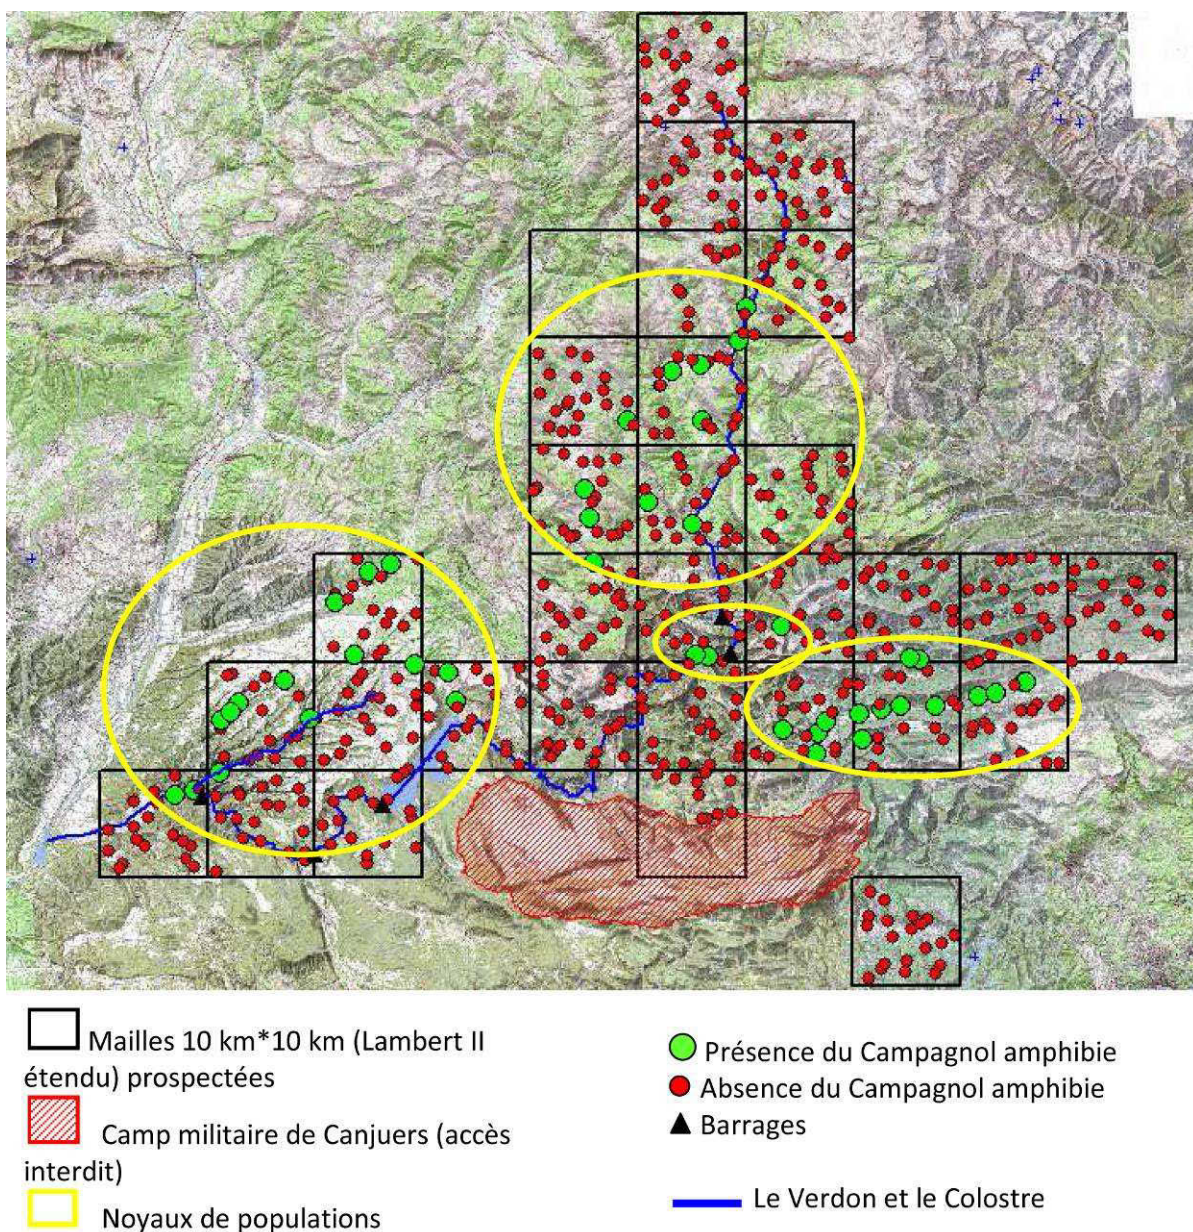 Mailles 10 km*10 km (Lambert II
étendu) prospectées
Camp militaire de Canjuers (accès
interdit)
Noyaux de populations
Présence du Campagnol amphibie
Absence du Campagnol amphibie
Barrages
Le Verdon et le Colostre